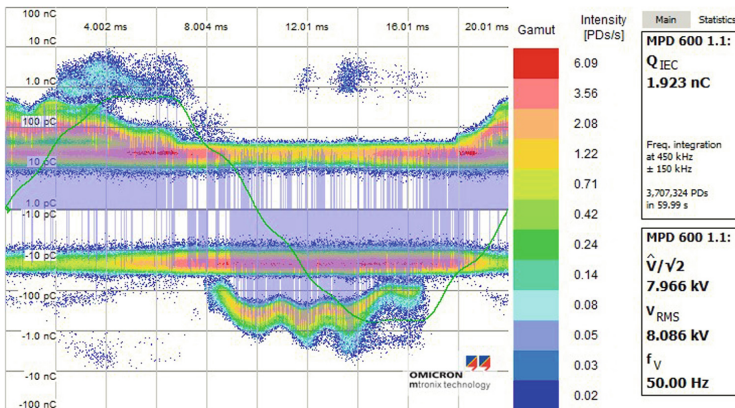 100 nC
4.002 ms
8.004 ms
12.01 ms
16.01 ms
20.01 ms
10 nC
1.0 nC
100 pC
10 pC
1.0 pC
-1.0 pC
-10 pC
-100 pC
-1.0 nC
-10 nC
-100 nC
OMICRON
mtronix technology
Gamut
Intensity
[PDs/s]
6.09
3.56
2.08
1.22
0.71
0.42
0.24
0.14
0.08
0.05
0.03
0.02
Main
Statistics
MPD 600 1.1:
Q IEC
1.923 nC
Freq. integration
at 450 kHz
± 150 kHz
3,707,324 PDs
in 59.99 s
MPD 600 1.1:
V̂/√2
7.966 kV
V RMS
8.086 kV
f V
50.00 Hz